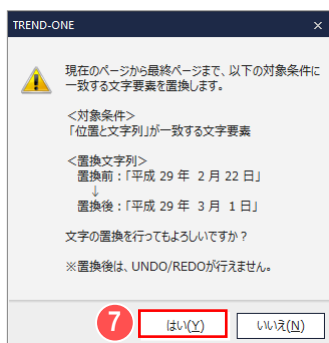 TREND-ONE
×
現在のページから最終ページまで、以下の対象条件に
一致する文字要素を置換します。
＜対象条件＞
「位置と文字列」が一致する文字要素
＜置換文字列＞
置換前：「平成 29 年 2 月 22 日」
↓
置換後：「平成 29 年 3 月 1 日」
文字の置換を行ってもよろしいですか？
※置換後は、UNDO/REDOが行えません。
7
はい(Y)
いいえ(N)